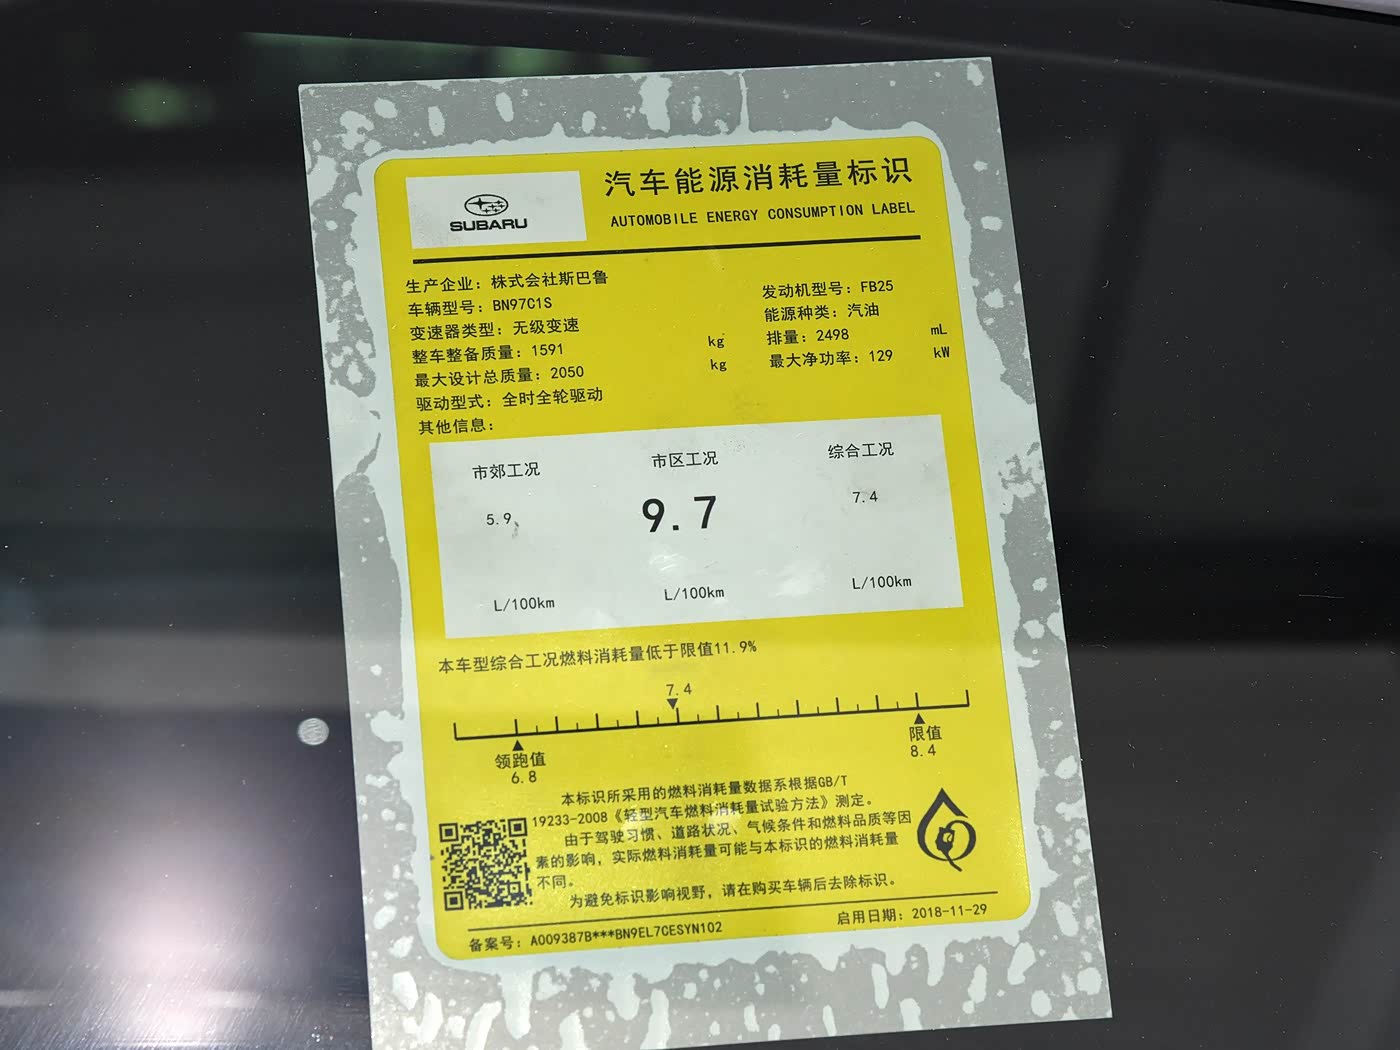 SUBARU
汽车能源消耗量标识
AUTOMOBILE ENERGY CONSUMPTION LABEL
生产企业：株式会社斯巴鲁
车辆型号：BN97C1S
变速器类型：无级变速
整车整备质量：1591 kg
最大设计总质量：2050 kg
驱动型式：全时全轮驱动
其他信息：
发动机型号：FB25
能源种类：汽油
排量：2498 mL
最大净功率：129 kW
市郊工况 市区工况 综合工况
5.9 9.7 7.4
L/100km L/100km L/100km
本车型综合工况燃料消耗量低于限值11.9%
7.4
领跑值 限值
6.8 8.4
本标识所采用的燃料消耗量数据系根据GB/T
19233-2008《轻型汽车燃料消耗量试验方法》测定。
由于驾驶习惯、道路状况、气候条件和燃料品质等因
素的影响，实际燃料消耗量可能与本标识的燃料消耗量
不同。
为避免标识影响视野，请在购买车辆后去除标识。
备案号：A009387B***BN9EL7CESYN102 启用日期：2018-11-29